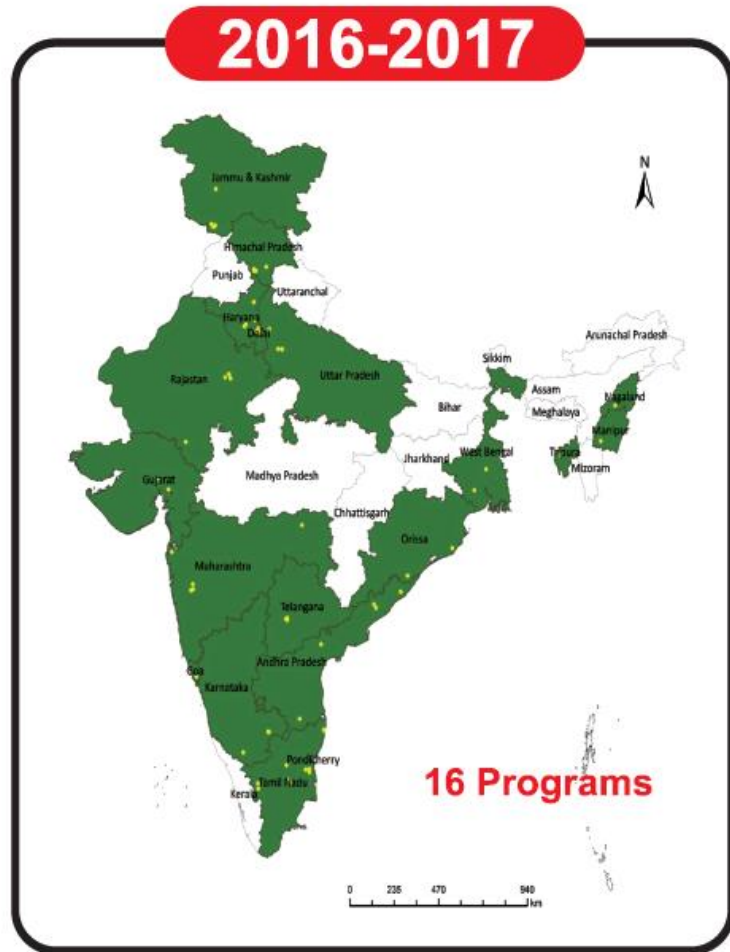 2016-2017
N
Jammu & Kashmir
Himachal Pradesh
Punjab
Uttaranchal
Haryana
Delhi
Arunachal Pradesh
Sikkim
Rajastan
Uttar Pradesh
Assam
Nagaland
Bihar
Meghalaya
Manipur
Jharkhand
West Bengal
Tripura
Mizoram
Gujarat
Madhya Pradesh
Chhattisgarh
Orissa
Maharashtra
Telangana
Andhra Pradesh
Goa
Karnataka
Pondicherry
Kerala
Tamil Nadu
16 Programs
0 235 470 940
km